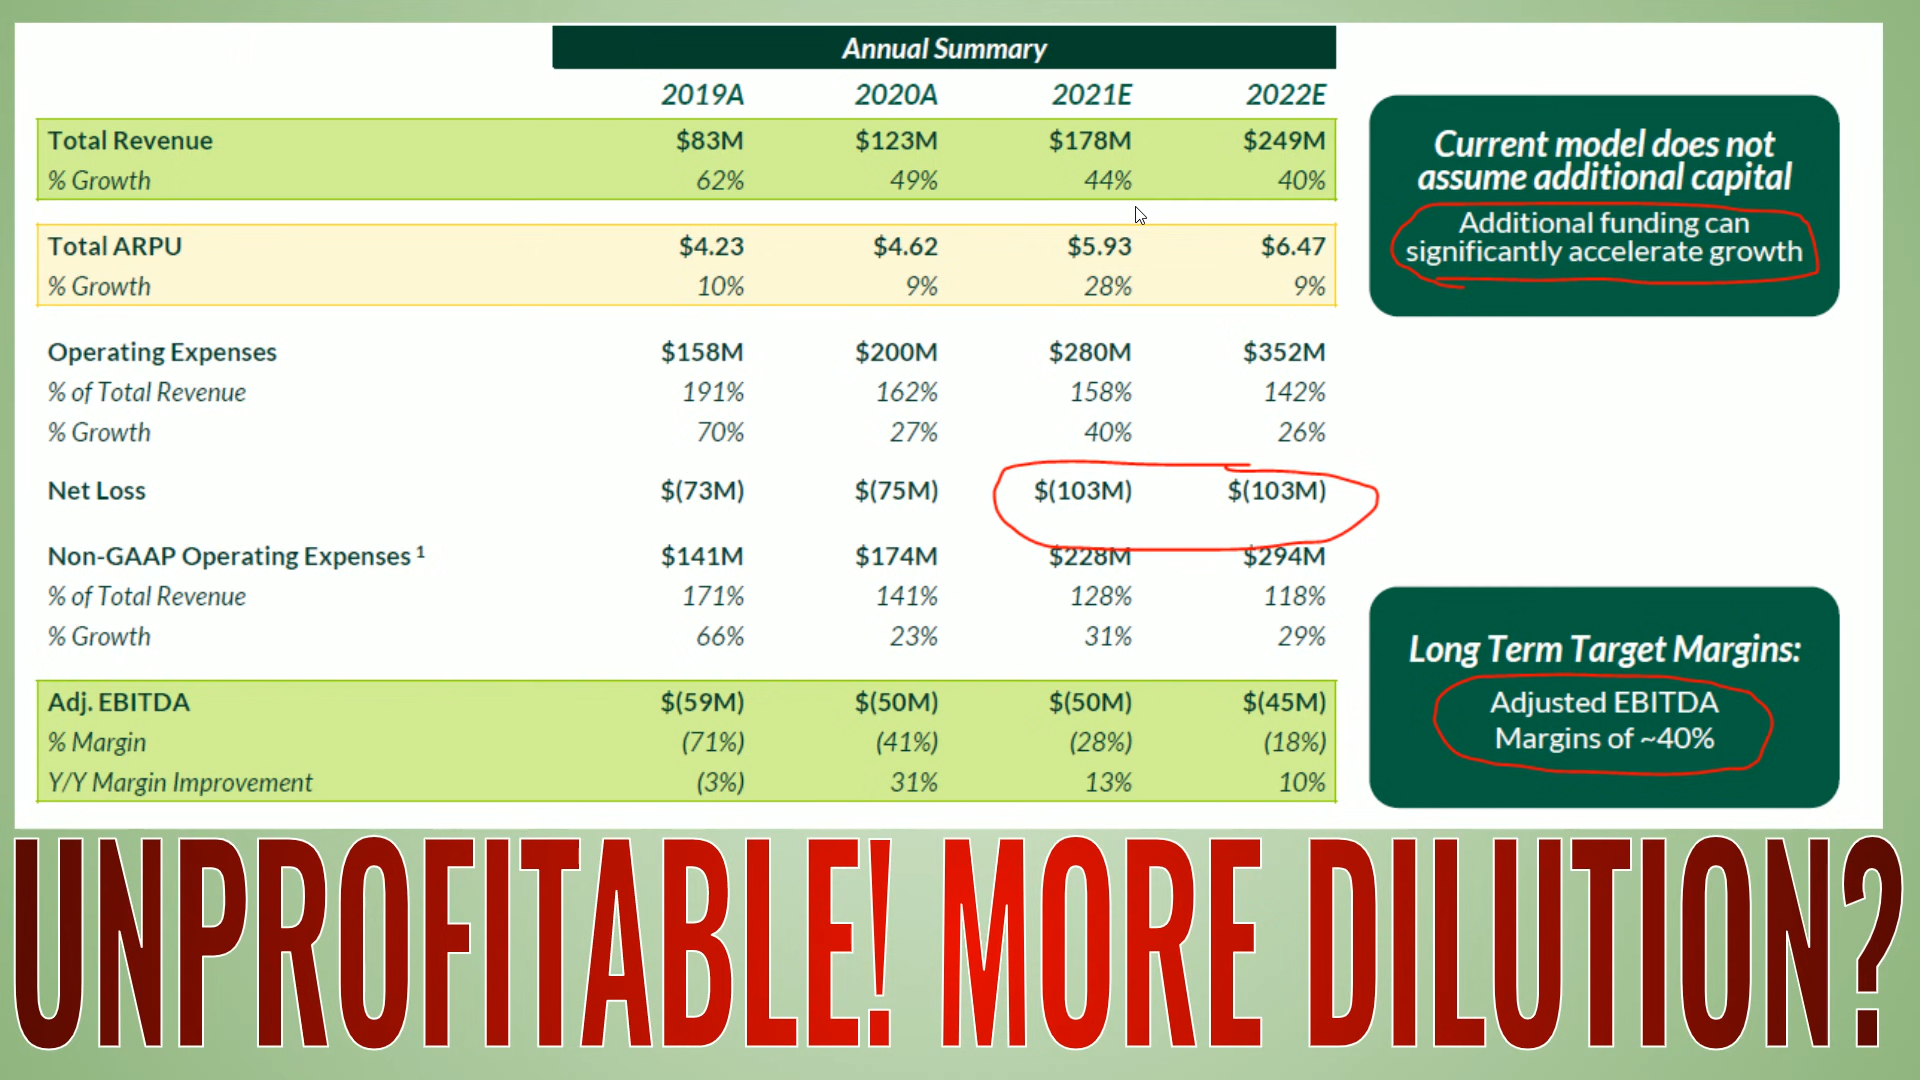 Annual Summary
2019A 2020A 2021E 2022E
Total Revenue $83M $123M $178M $249M
% Growth 62% 49% 44% 40%
Total ARPU $4.23 $4.62 $5.93 $6.47
% Growth 10% 9% 28% 9%
Operating Expenses $158M $200M $280M $352M
% of Total Revenue 191% 162% 158% 142%
% Growth 70% 27% 40% 26%
Net Loss $(73M) $(75M) $(103M) $(103M)
Non-GAAP Operating Expenses 1 $141M $174M $228M $294M
% of Total Revenue 171% 141% 128% 118%
% Growth 66% 23% 31% 29%
Adj. EBITDA $(59M) $(50M) $(50M) $(45M)
% Margin (71%) (41%) (28%) (18%)
Y/Y Margin Improvement (3%) 31% 13% 10%
Current model does not
assume additional capital
Additional funding can
significantly accelerate growth
Long Term Target Margins:
Adjusted EBITDA
Margins of ~40%
UNPROFITABLE! MORE DILUTION?